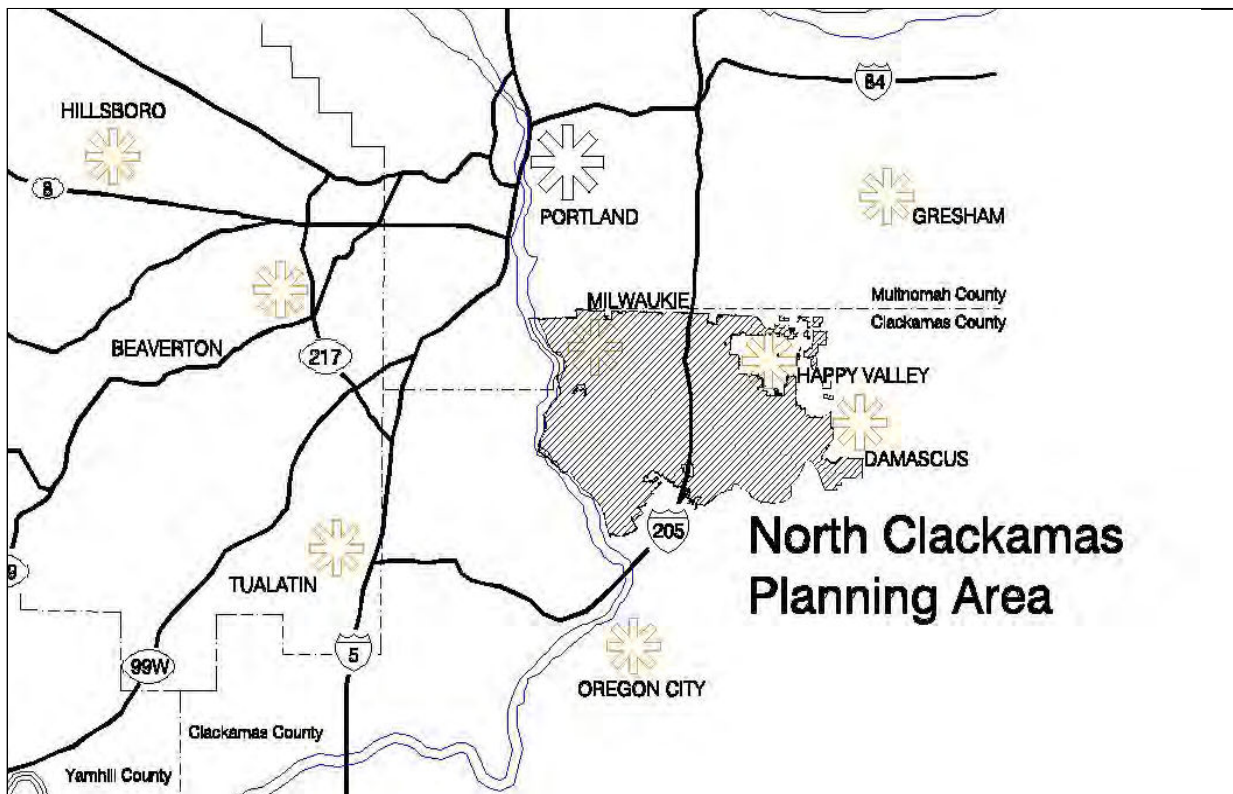 HILLSBORO
84
8
PORTLAND
GRESHAM
MILWAUKIE
Multnomah County
Clackamas County
BEAVERTON
217
HAPPY VALLEY
DAMASCUS
205
North Clackamas
Planning Area
9
TUALATIN
5
99W
OREGON CITY
Clackamas County
Yamhill County